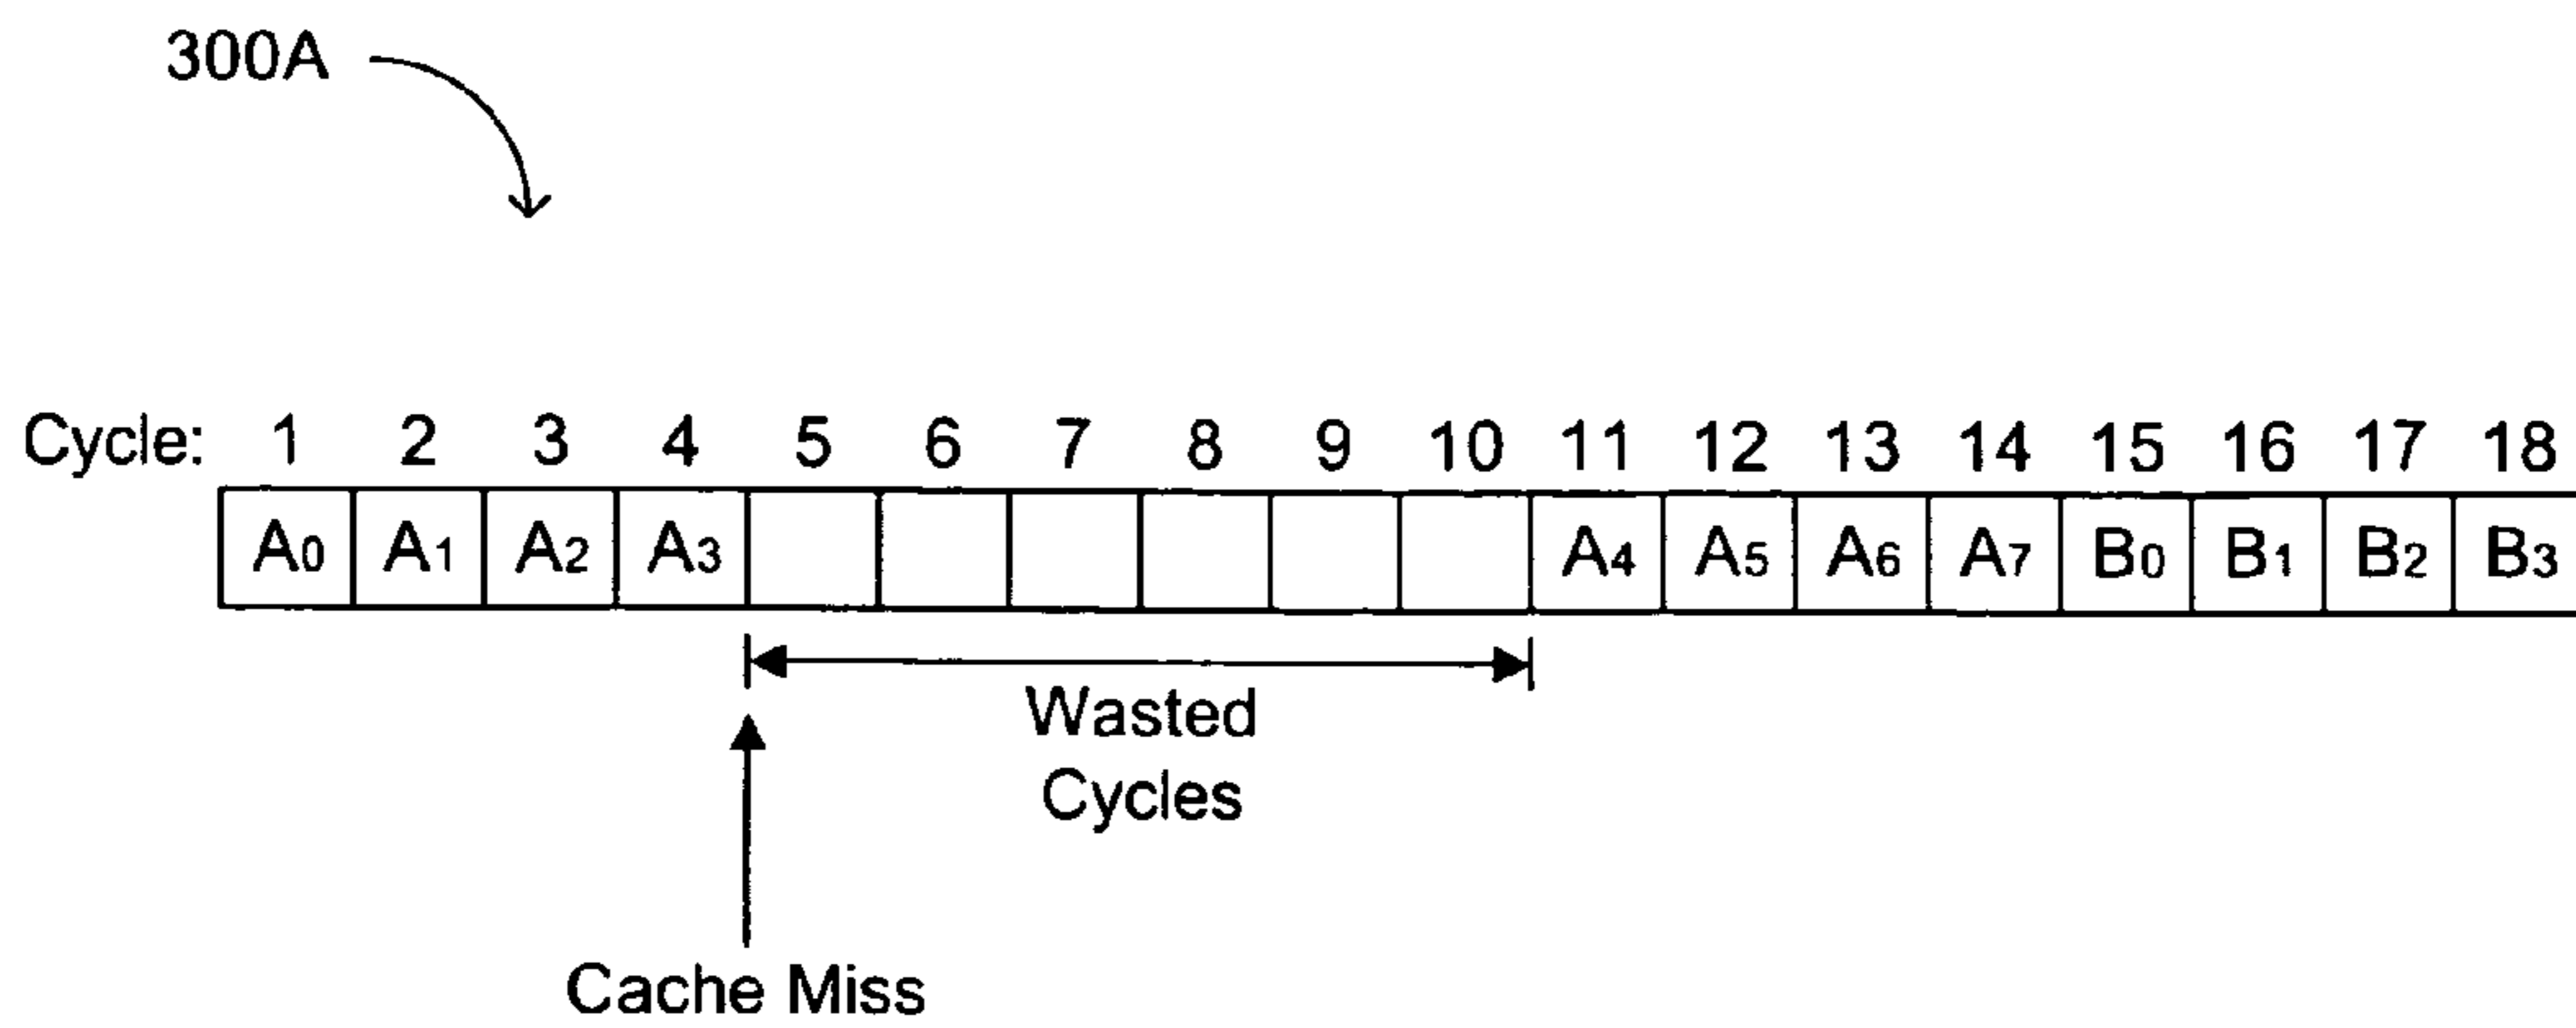 300A
Cycle: 1 2 3 4 5 6 7 8 9 10 11 12 13 14 15 16 17 18
A0 A1 A2 A3 A4 A5 A6 A7 B0 B1 B2 B3
Wasted
Cycles
Cache Miss